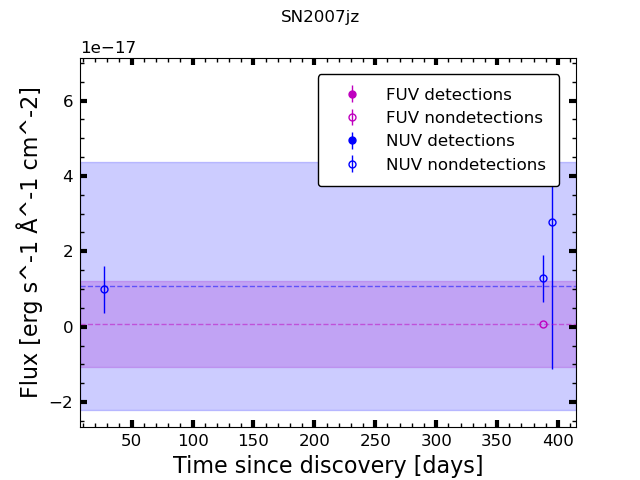 SN2007jz
1e−17
FUV detections
FUV nondetections
NUV detections
NUV nondetections
6
4
2
0
−2
Flux [erg s^-1 Å^-1 cm^-2]
50 100 150 200 250 300 350 400
Time since discovery [days]